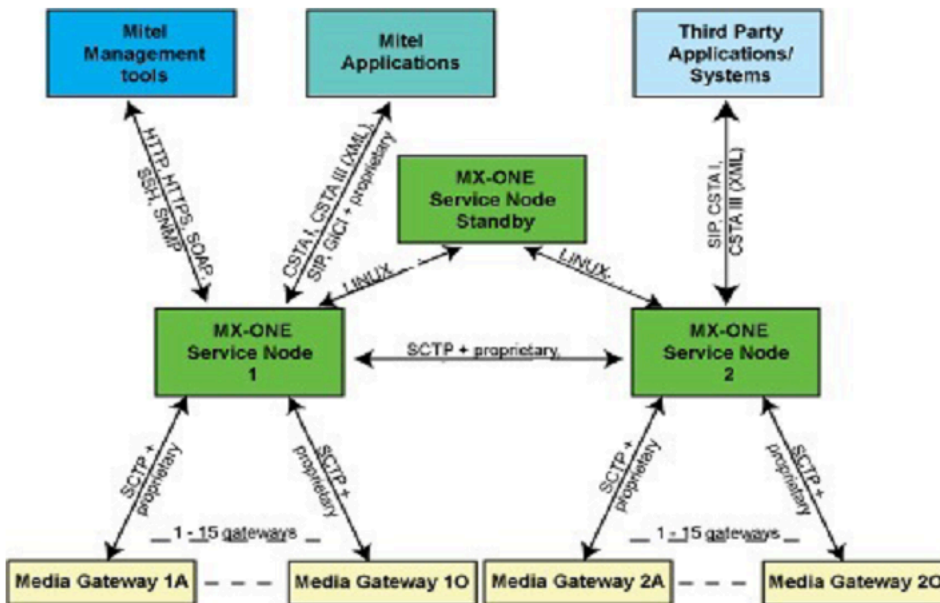 Mitel
Management
tools
Mitel
Applications
Third Party
Applications/
Systems
HTTP, HTTPS, SOAP,
SSH, SNMP
CSTA I, CSTA III (XML),
SIP, GICI + proprietary
MX-ONE
Service Node
Standby
SIP, CSTA I,
CSTA III (XML)
LINUX
LINUX
MX-ONE
Service Node
1
SCTP + proprietary
MX-ONE
Service Node
2
SCTP +
proprietary
SCTP +
proprietary
SCTP +
proprietary
SCTP +
proprietary
1 - 15 gateways
1 - 15 gateways
Media Gateway 1A
Media Gateway 1O
Media Gateway 2A
Media Gateway 2O